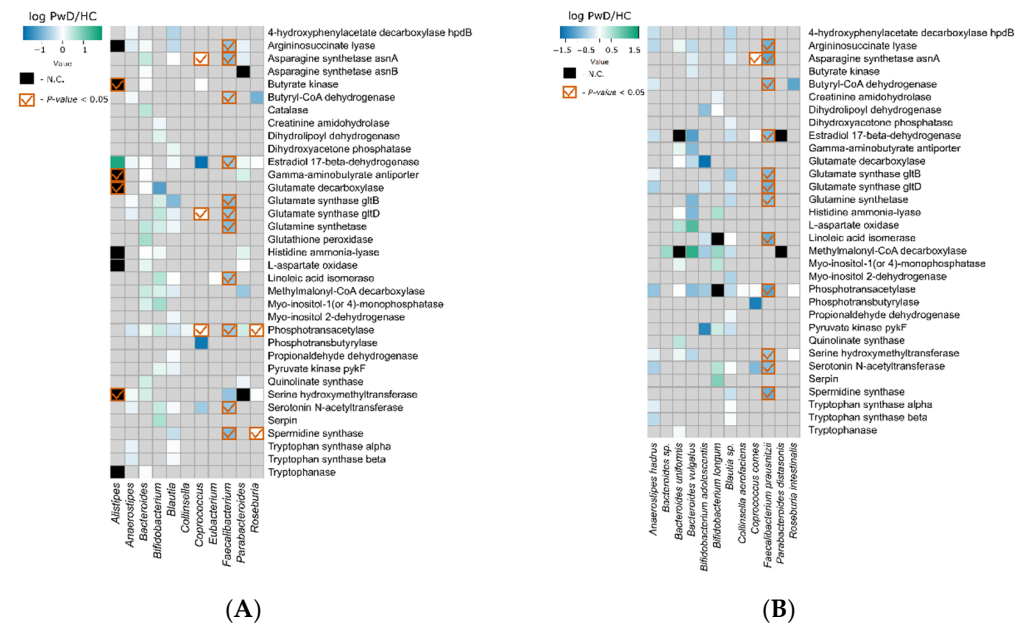 log PwD/HC
−1 0 1
Value
- N.C.
- P-value < 0.05
4-hydroxyphenylacetate decarboxylase hpdB
Argininosuccinate lyase
Asparagine synthetase asnA
Asparagine synthetase asnB
Butyrate kinase
Butyryl-CoA dehydrogenase
Catalase
Creatinine amidohydrolase
Dihydrolipoyl dehydrogenase
Dihydroxyacetone phosphatase
Estradiol 17-beta-dehydrogenase
Gamma-aminobutyrate antiporter
Glutamate decarboxylase
Glutamate synthase gltB
Glutamate synthase gltD
Glutamine synthetase
Glutathione peroxidase
Histidine ammonia-lyase
L-aspartate oxidase
Linoleic acid isomerase
Methylmalonyl-CoA decarboxylase
Myo-inositol-1(or 4)-monophosphatase
Myo-inositol 2-dehydrogenase
Phosphotransacetylase
Phosphotransbutyrylase
Propionaldehyde dehydrogenase
Pyruvate kinase pykF
Quinolinate synthase
Serine hydroxymethyltransferase
Serotonin N-acetyltransferase
Serpin
Spermidine synthase
Tryptophan synthase alpha
Tryptophan synthase beta
Tryptophanase
Alistipes
Anaerostipes
Bacteroides
Bifidobacterium
Blautia
Collinsella
Coprococcus
Eubacterium
Faecalibacterium
Parabacteroides
Roseburia
(A)
log PwD/HC
−1.5 −0.5 0.5 1.5
Value
- N.C.
- P-value < 0.05
4-hydroxyphenylacetate decarboxylase hpdB
Argininosuccinate lyase
Asparagine synthetase asnA
Butyrate kinase
Butyryl-CoA dehydrogenase
Creatinine amidohydrolase
Dihydrolipoyl dehydrogenase
Dihydroxyacetone phosphatase
Estradiol 17-beta-dehydrogenase
Gamma-aminobutyrate antiporter
Glutamate decarboxylase
Glutamate synthase gltB
Glutamate synthase gltD
Glutamine synthetase
Histidine ammonia-lyase
L-aspartate oxidase
Linoleic acid isomerase
Methylmalonyl-CoA decarboxylase
Myo-inositol-1(or 4)-monophosphatase
Myo-inositol 2-dehydrogenase
Phosphotransacetylase
Phosphotransbutyrylase
Propionaldehyde dehydrogenase
Pyruvate kinase pykF
Quinolinate synthase
Serine hydroxymethyltransferase
Serotonin N-acetyltransferase
Serpin
Spermidine synthase
Tryptophan synthase alpha
Tryptophan synthase beta
Tryptophanase
Anaerostipes hadrus
Bacteroides sp.
Bacteroides uniformis
Bacteroides vulgatus
Bifidobacterium adolescentis
Bifidobacterium longum
Blautia sp.
Collinsella aerofaciens
Coprococcus comes
Faecalibacterium prausnitzii
Parabacteroides distasonis
Roseburia intestinalis
(B)